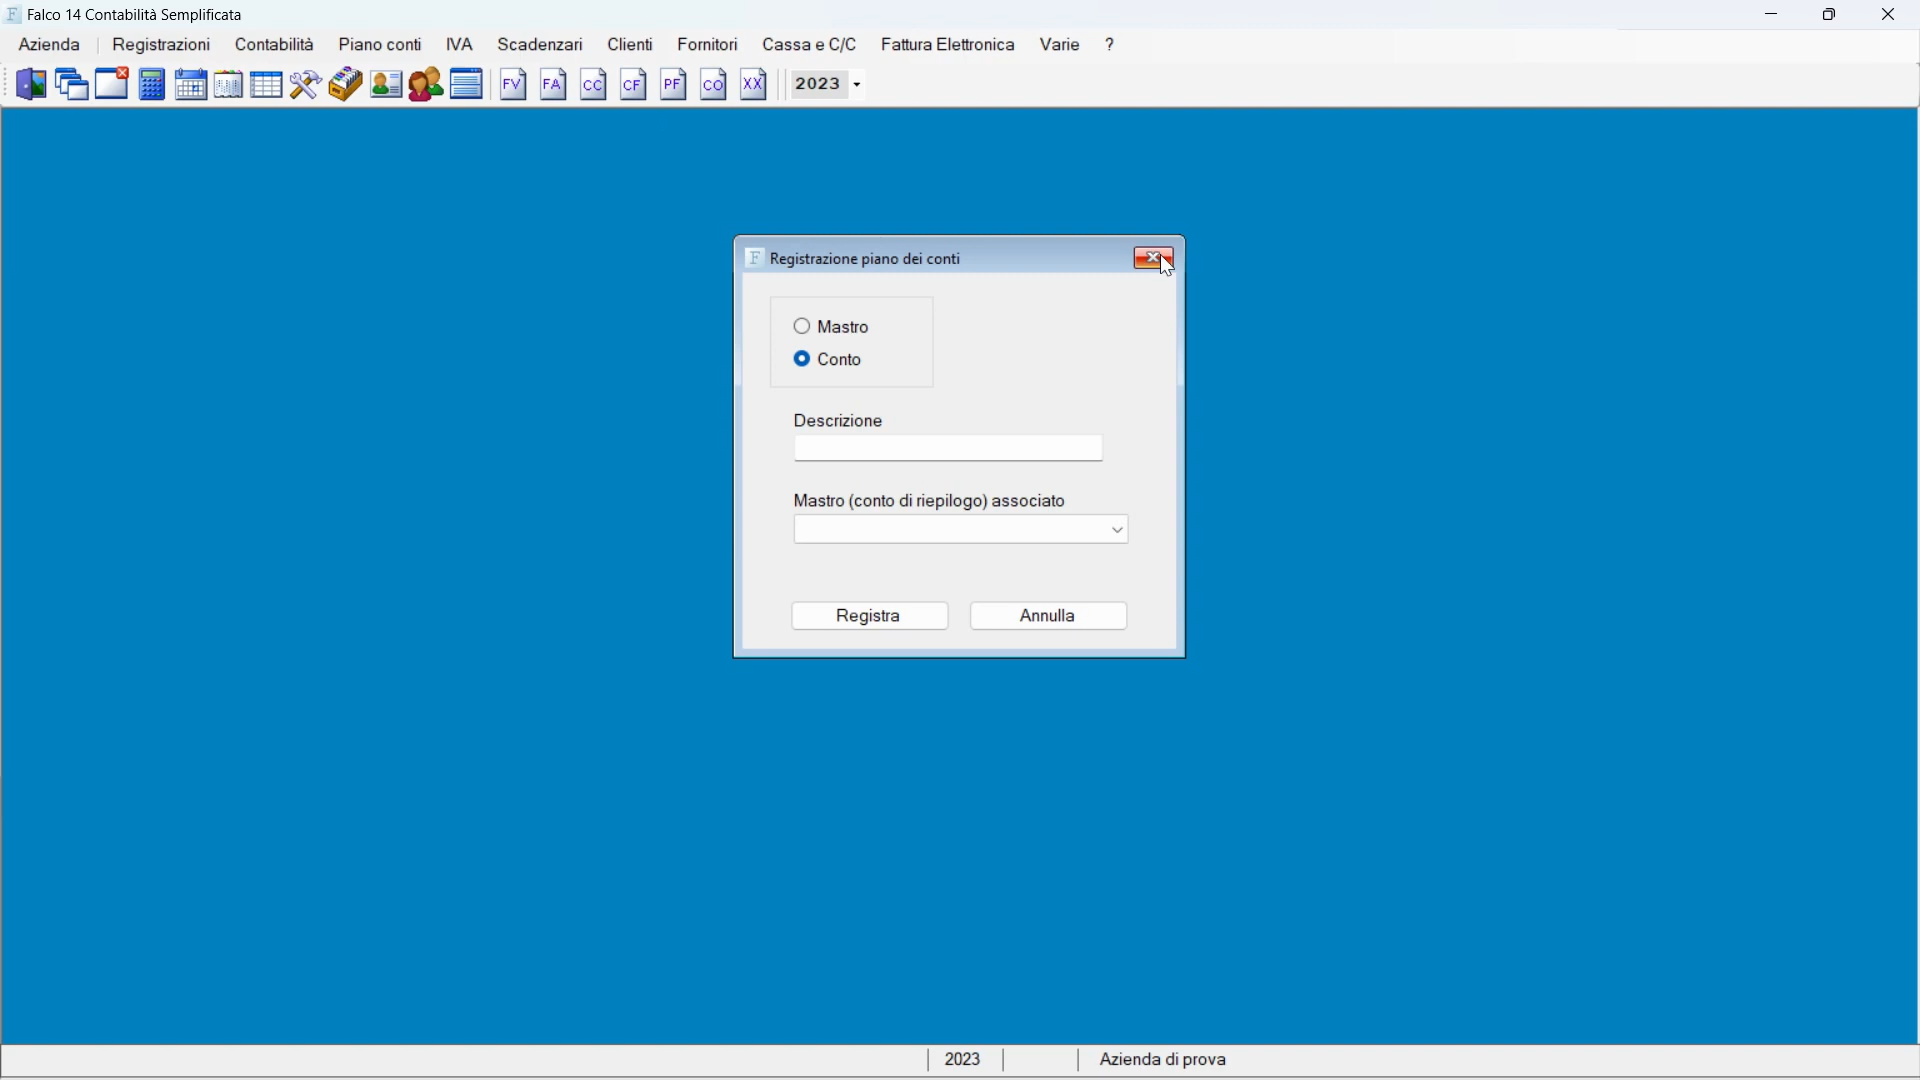 Falco 14 Contabilità Semplificata
Azienda Registrazioni Contabilità Piano conti IVA Scadenzari Clienti Fornitori Cassa e C/C Fattura Elettronica Varie ?
FV FA CC CF PF CO XX 2023
Registrazione piano dei conti
Mastro
Conto
Descrizione
Mastro (conto di riepilogo) associato
Registra Annulla
2023 Azienda di prova